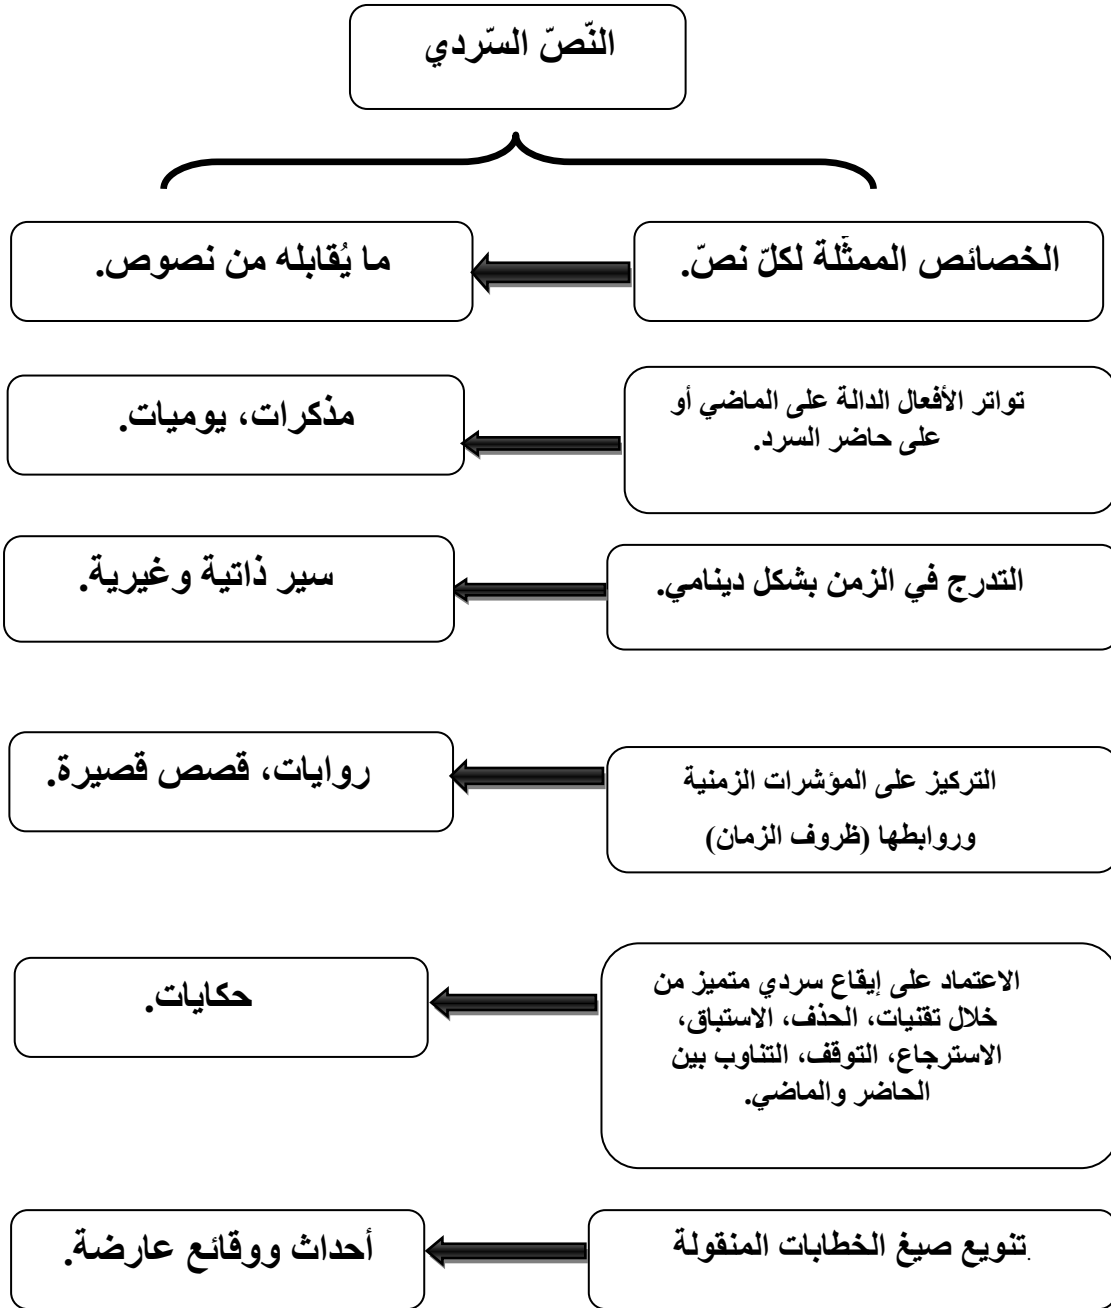 النّصّ السّردي
الخصائص الممثّلة لكلّ نصّ.
ما يُقابله من نصوص.
تواتر الأفعال الدالة على الماضي أو
على حاضر السرد.
مذكرات، يوميات.
التدرج في الزمن بشكل دينامي.
سير ذاتية وغيرية.
التركيز على المؤشرات الزمنية
وروابطها (ظروف الزمان)
روايات، قصص قصيرة.
الاعتماد على إيقاع سردي متميز من
خلال تقنيات، الحذف، الاستباق،
الاسترجاع، التوقف، التناوب بين
الحاضر والماضي.
حكايات.
تنويع صيغ الخطابات المنقولة.
أحداث ووقائع عارضة.